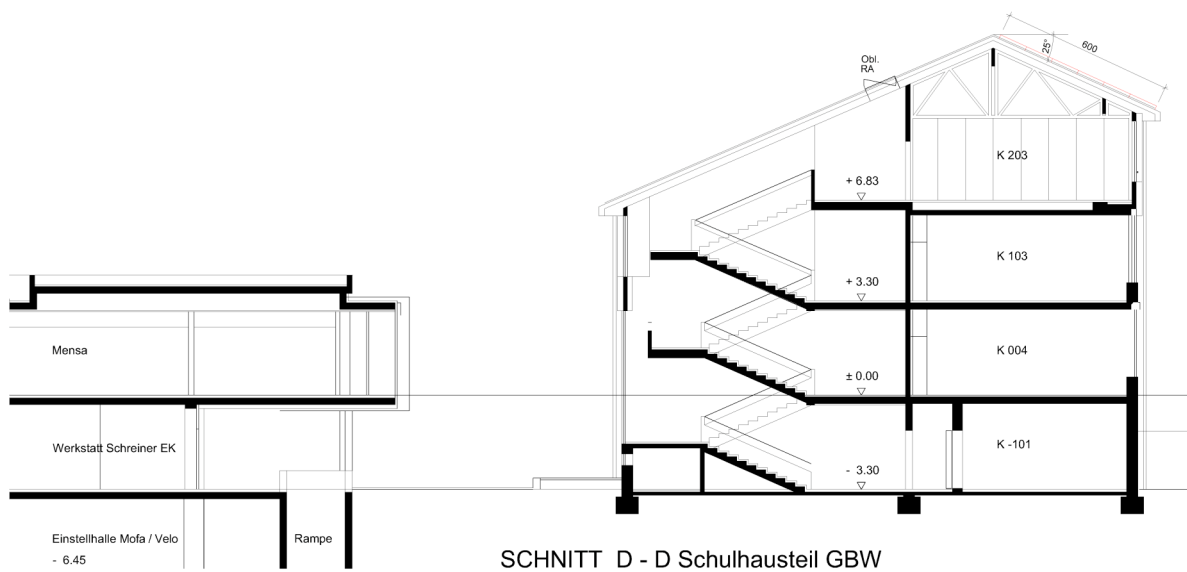 600
25°
Obl.
RA
K 203
+ 6.83
K 103
+ 3.30
Mensa
K 004
± 0.00
Werkstatt Schreiner EK
K -101
- 3.30
Einstellhalle Mofa / Velo
- 6.45
Rampe
SCHNITT D - D Schulhausteil GBW